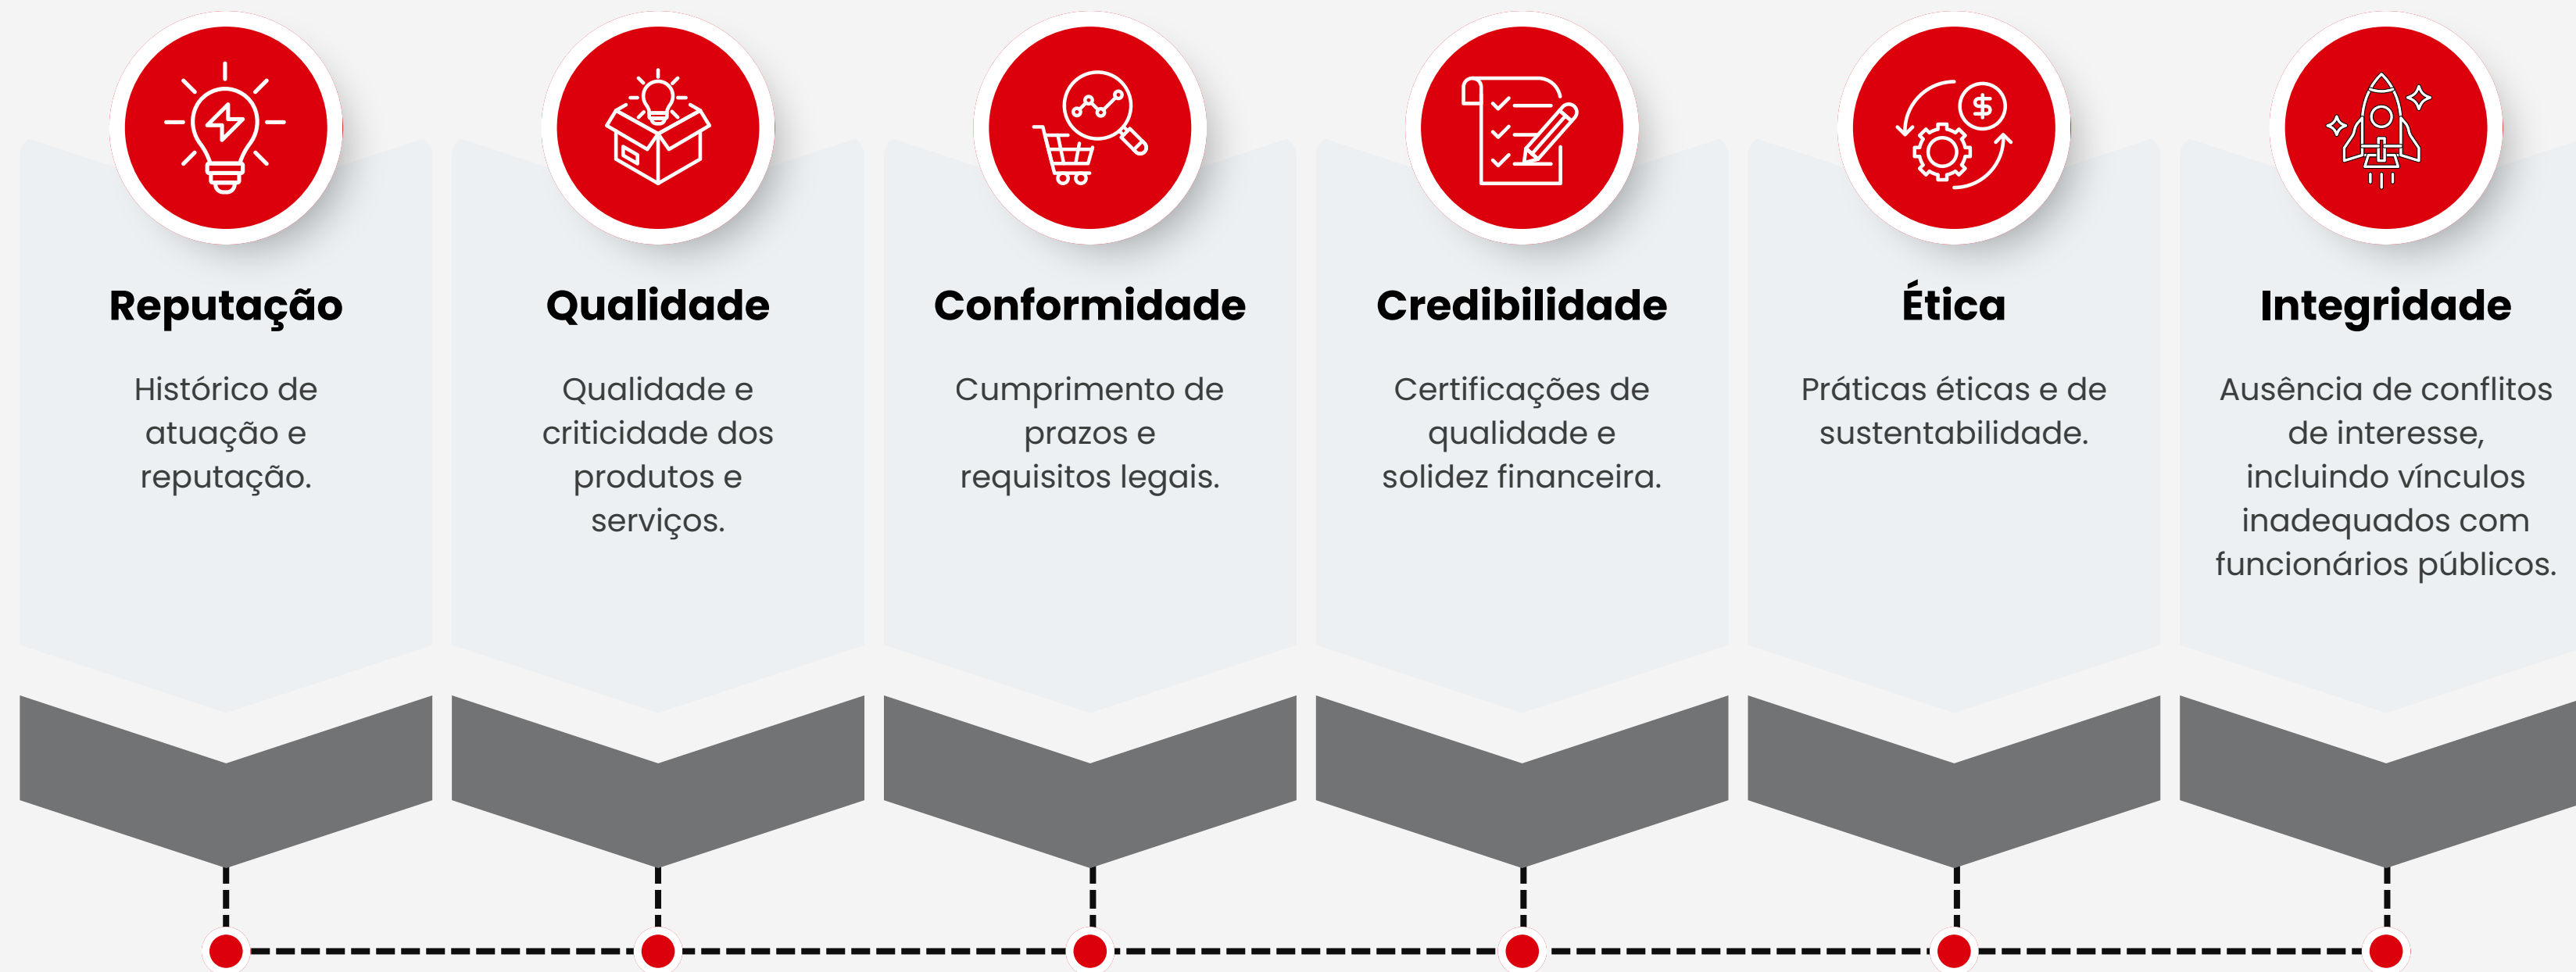 Reputação
Histórico de
atuação e
reputação.
Qualidade
Qualidade e
criticidade dos
produtos e
serviços.
Conformidade
Cumprimento de
prazos e
requisitos legais.
Credibilidade
Certificações de
qualidade e
solidez financeira.
Ética
Práticas éticas e de
sustentabilidade.
Integridade
Ausência de conflitos
de interesse,
incluindo vínculos
inadequados com
funcionários públicos.